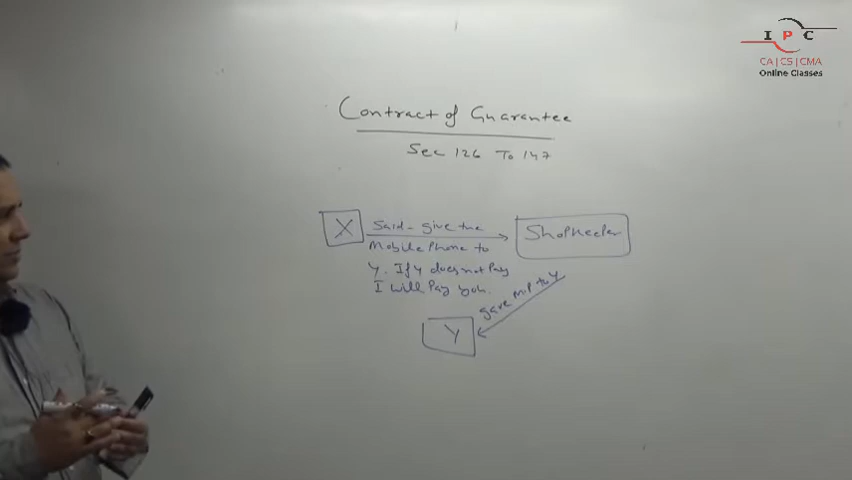 IPC
CA|CS|CMA
Online Classes
Contract of Guarantee
Sec 126 To 147
X
Said - give the
Mobile Phone to
Y. If Y does not Pay
I will Pay you.
Shopkeeper
gave M.P to Y
Y